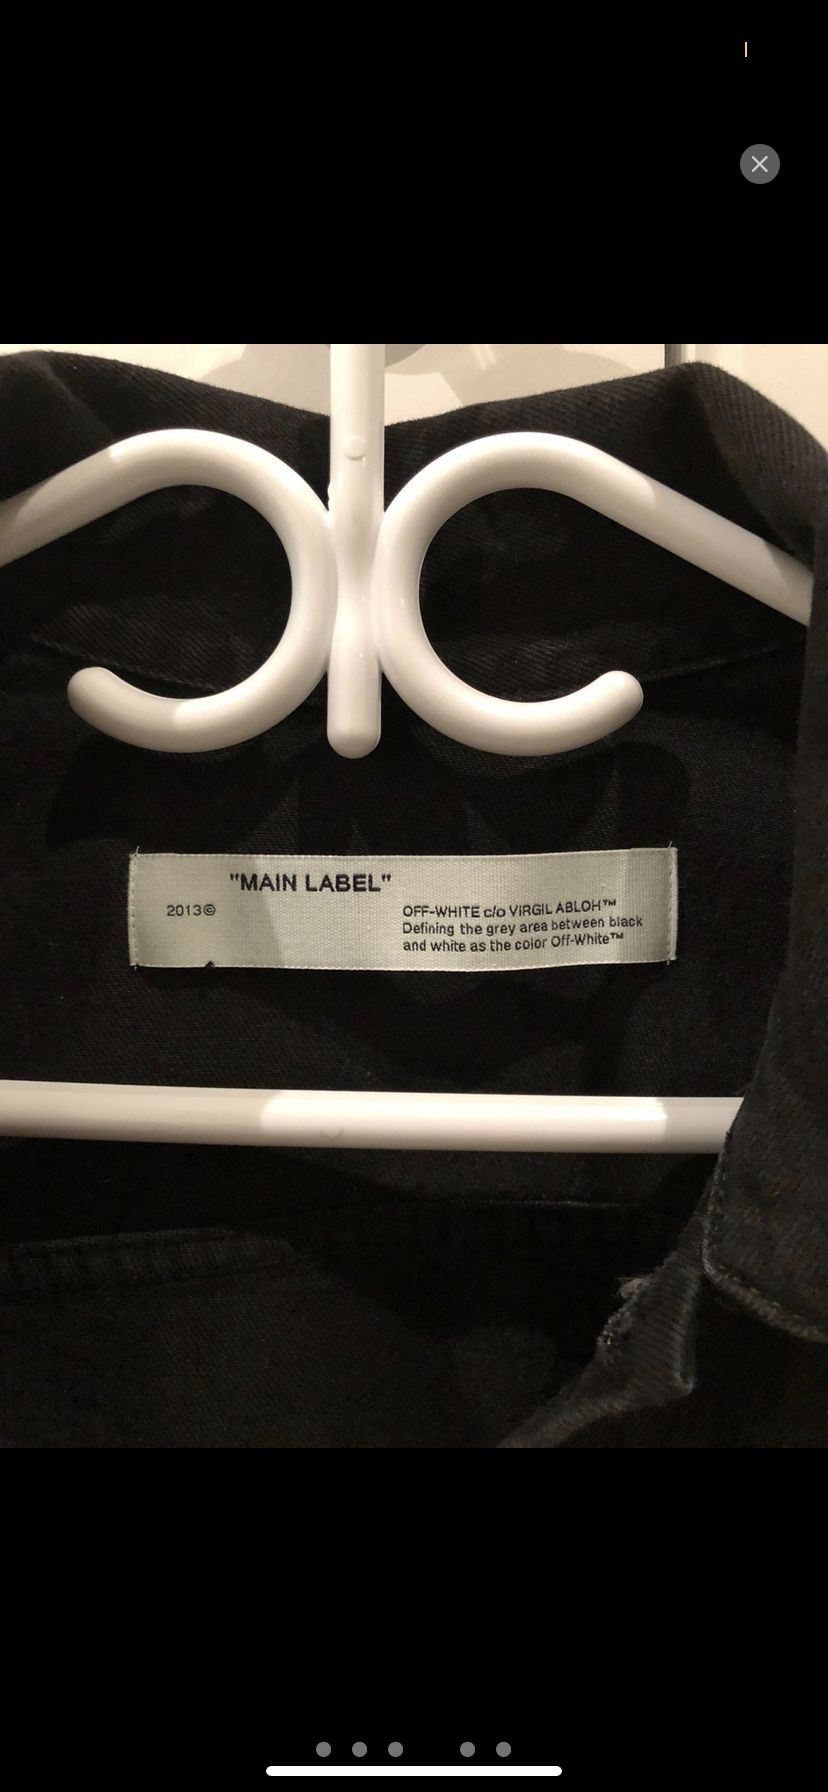 "MAIN LABEL"
2013©
OFF-WHITE c/o VIRGIL ABLOH™
Defining the grey area between black
and white as the color Off-White™